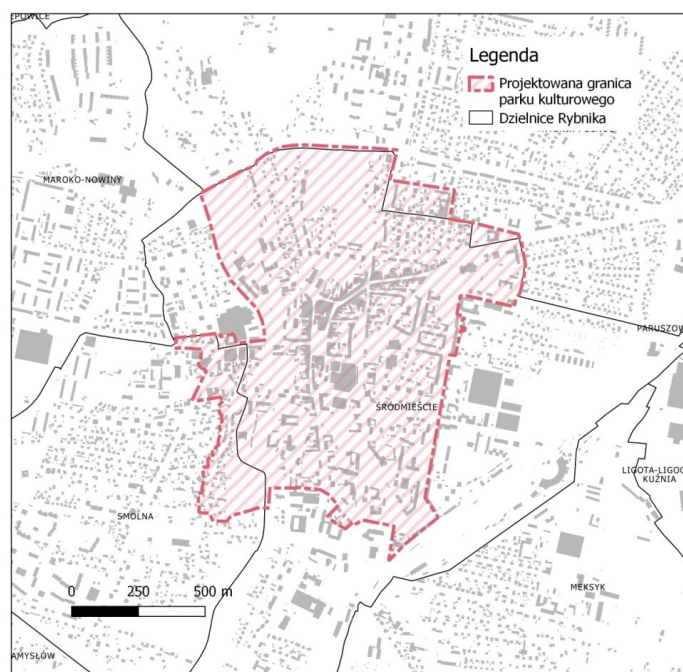 POWICE
Legenda
Projektowana granica
parku kulturowego
Dzielnice Rybnika
MAROKO-NOWINY
PARUSZOW
ŚRÓDMIEŚCIE
LIGOTA-LIGOC
KUŹNIA
SMOLNA
MEKSYK
0 250 500 m
AMYSŁÓW